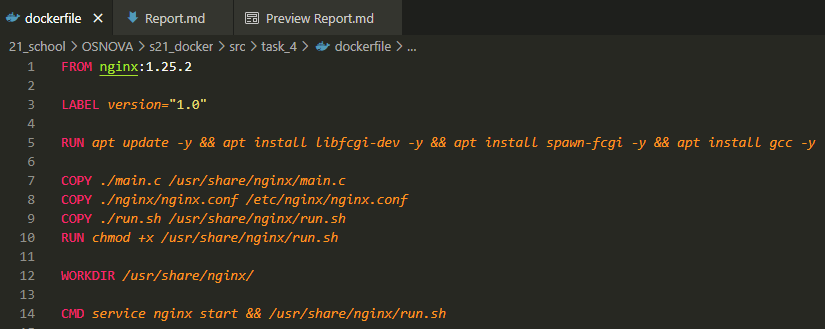 dockerfile Report.md Preview Report.md
21_school > OSNOVA > s21_docker > src > task_4 > dockerfile > ...
1 FROM nginx:1.25.2
2
3 LABEL version="1.0"
4
5 RUN apt update -y && apt install libfcgi-dev -y && apt install spawn-fcgi -y && apt install gcc -y
6
7 COPY ./main.c /usr/share/nginx/main.c
8 COPY ./nginx/nginx.conf /etc/nginx/nginx.conf
9 COPY ./run.sh /usr/share/nginx/run.sh
10 RUN chmod +x /usr/share/nginx/run.sh
11
12 WORKDIR /usr/share/nginx/
13
14 CMD service nginx start && /usr/share/nginx/run.sh